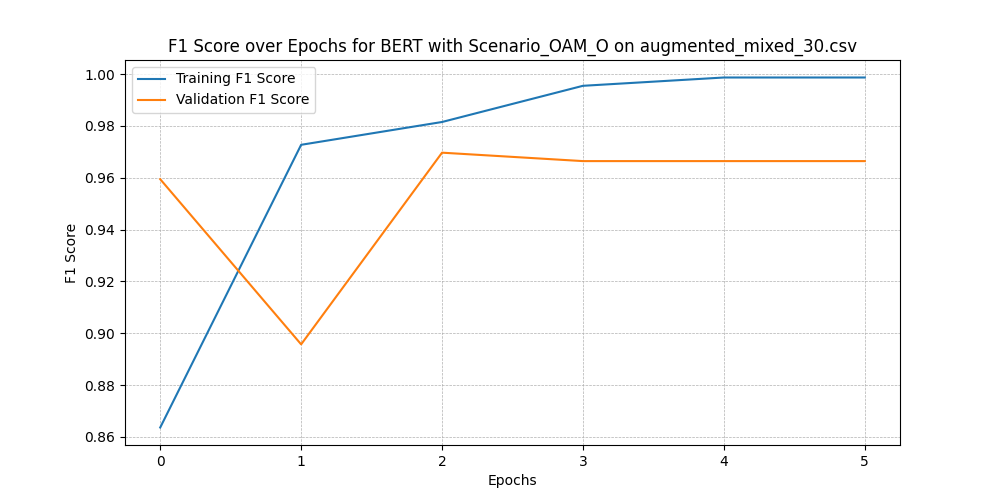 F1 Score over Epochs for BERT with Scenario_OAM_O on augmented_mixed_30.csv
Training F1 Score
Validation F1 Score
F1 Score
1.00
0.98
0.96
0.94
0.92
0.90
0.88
0.86
0 1 2 3 4 5
Epochs